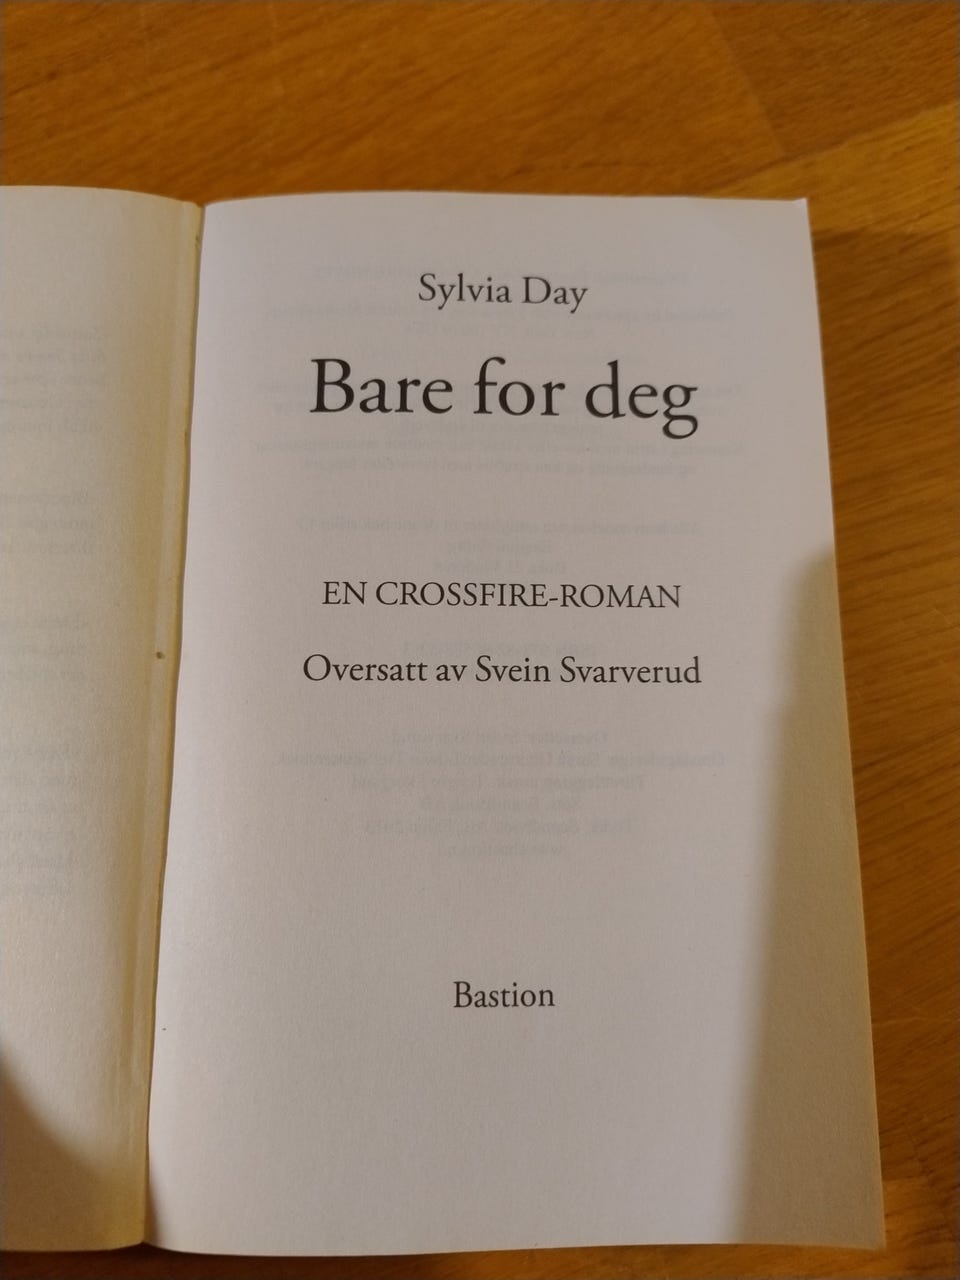 Sylvia Day
Bare for deg
EN CROSSFIRE-ROMAN
Oversatt av Svein Svarverud
Bastion